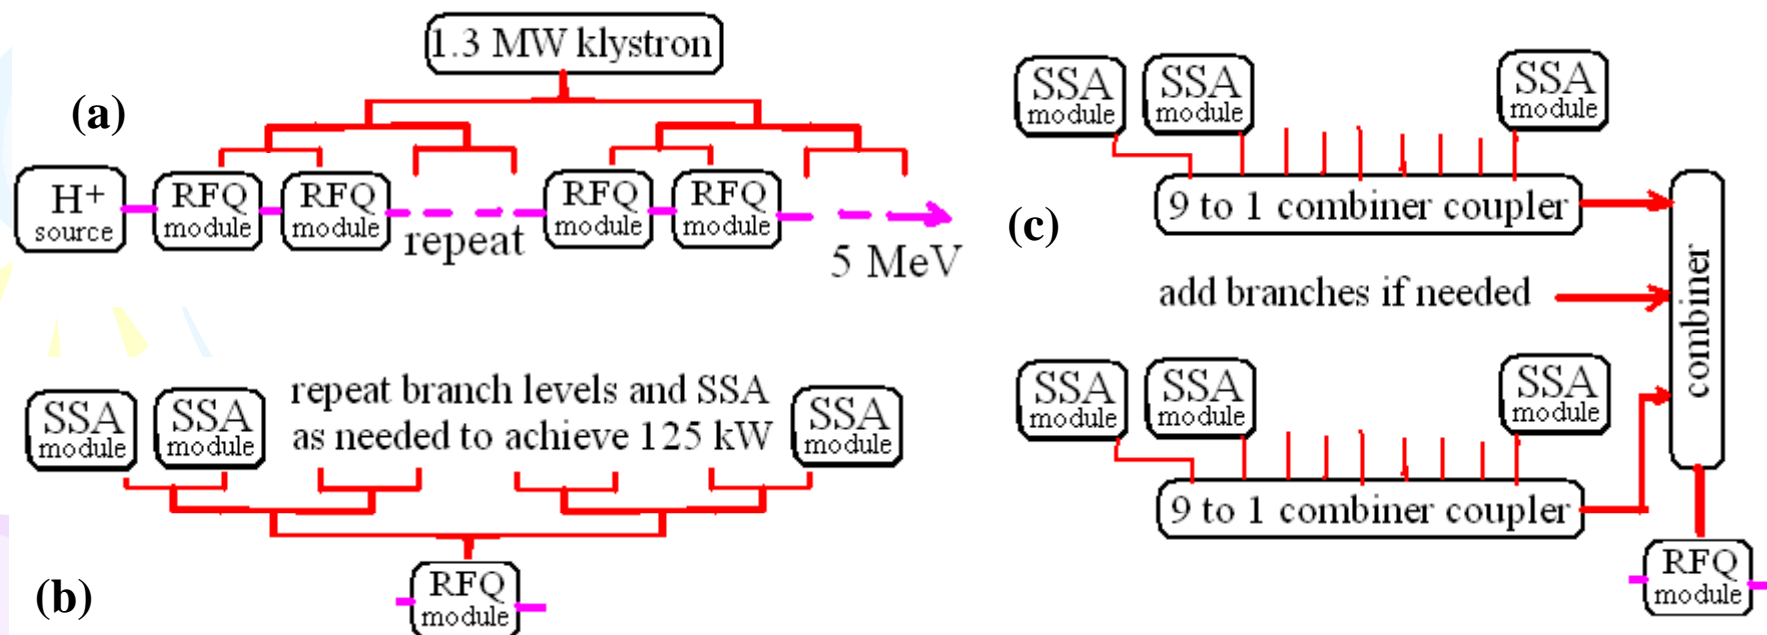 (a)
1.3 MW klystron
H+
source
RFQ
module
RFQ
module
repeat
RFQ
module
RFQ
module
5 MeV
(b)
SSA
module
SSA
module
repeat branch levels and SSA
as needed to achieve 125 kW
SSA
module
RFQ
module
(c)
SSA
module
SSA
module
SSA
module
9 to 1 combiner coupler
add branches if needed
combiner
SSA
module
SSA
module
SSA
module
9 to 1 combiner coupler
RFQ
module